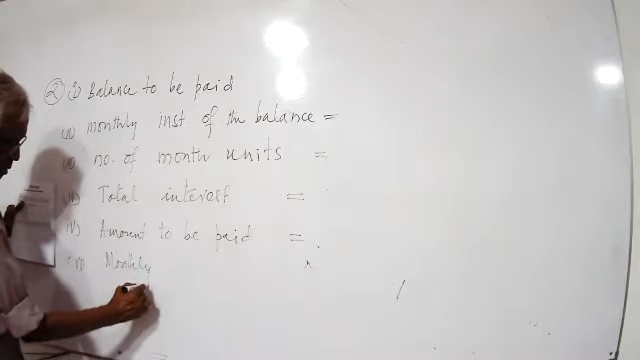 ② i) Balance to be paid
ii) monthly inst of the balance =
iii) no. of month units =
iv) Total interest =
v) Amount to be paid =
vi) Monthly